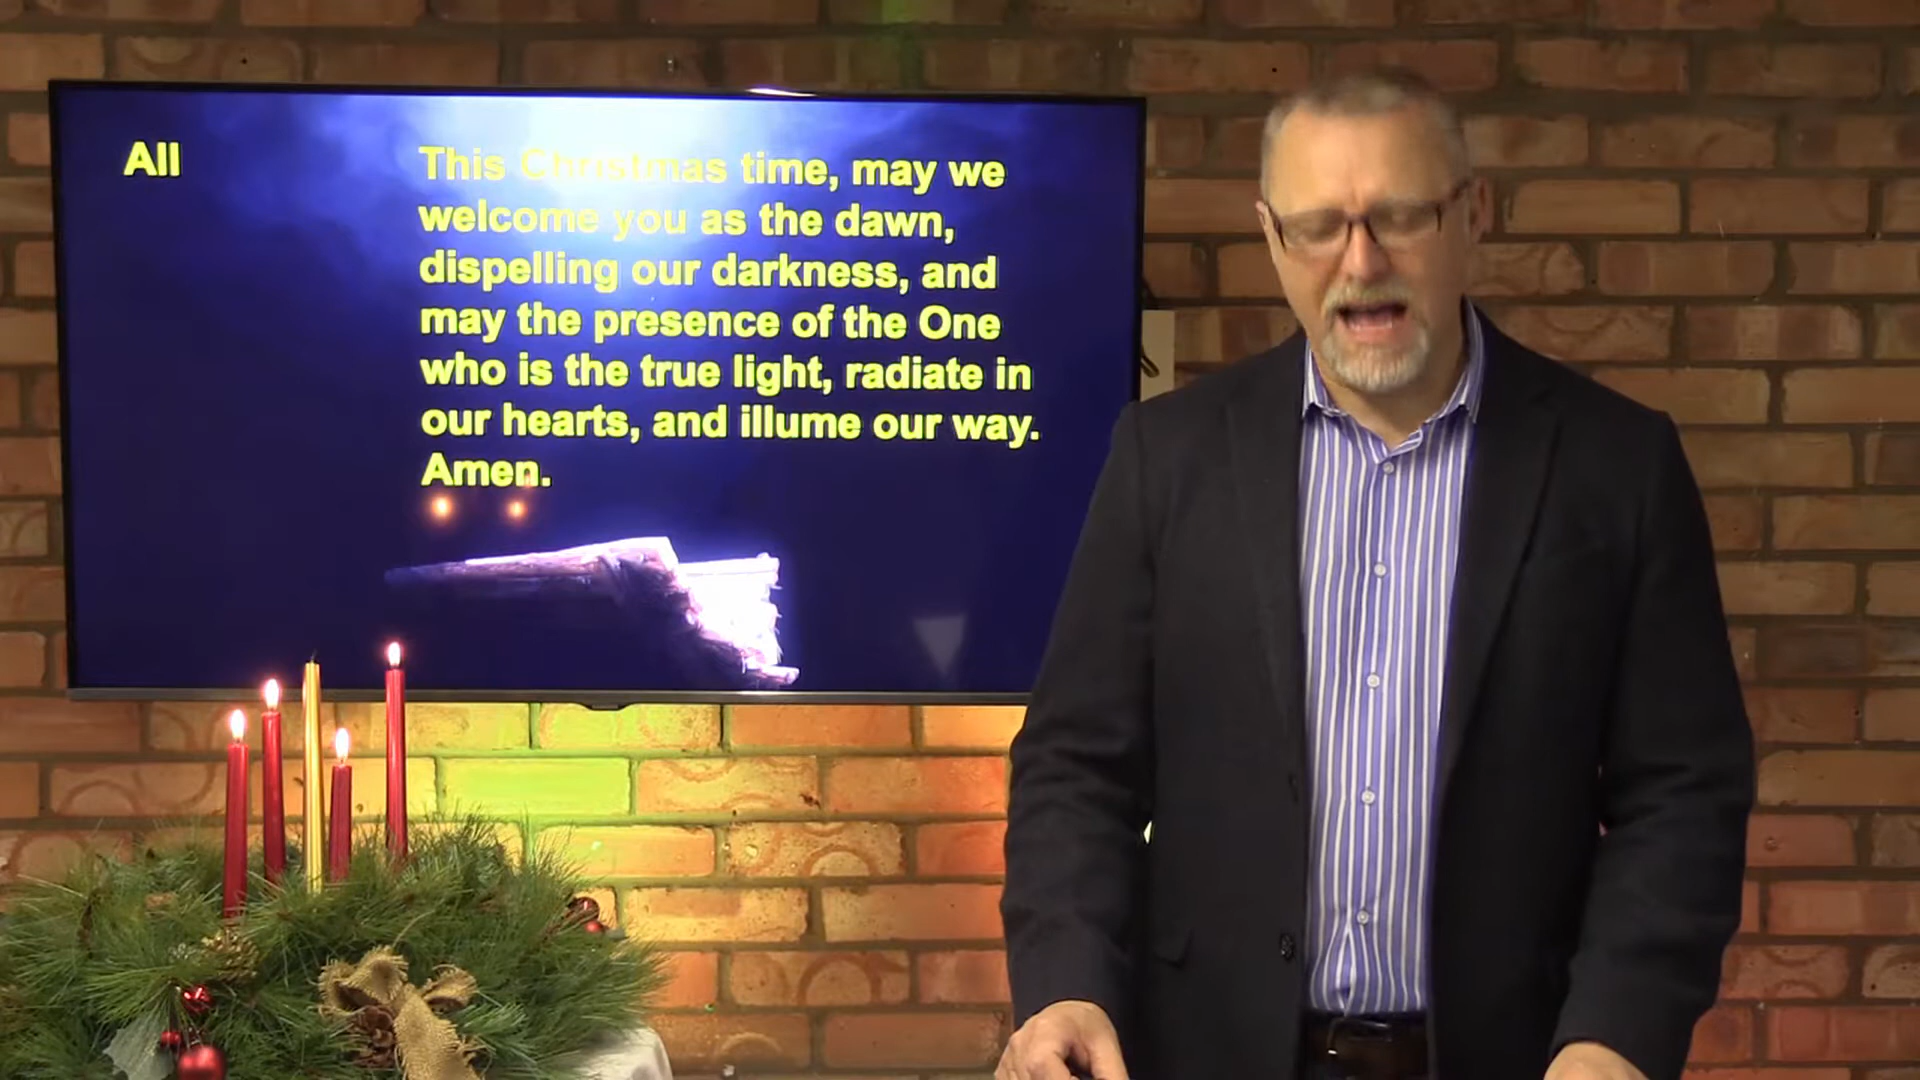 All
This Christmas time, may we
welcome you as the dawn,
dispelling our darkness, and
may the presence of the One
who is the true light, radiate in
our hearts, and illume our way.
Amen.